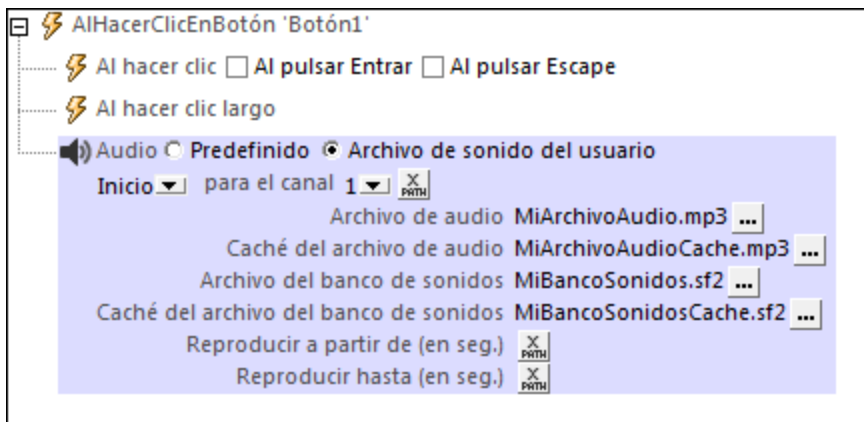 AlHacerClicEnBotón 'Botón1'
Al hacer clic Al pulsar Entrar Al pulsar Escape
Al hacer clic largo
Audio Predefinido Archivo de sonido del usuario
Inicio para el canal 1 X PATH
Archivo de audio MiArchivoAudio.mp3 ...
Caché del archivo de audio MiArchivoAudioCache.mp3 ...
Archivo del banco de sonidos MiBancoSonidos.sf2 ...
Caché del archivo del banco de sonidos MiBancoSonidosCache.sf2 ...
Reproducir a partir de (en seg.) X PATH
Reproducir hasta (en seg.) X PATH